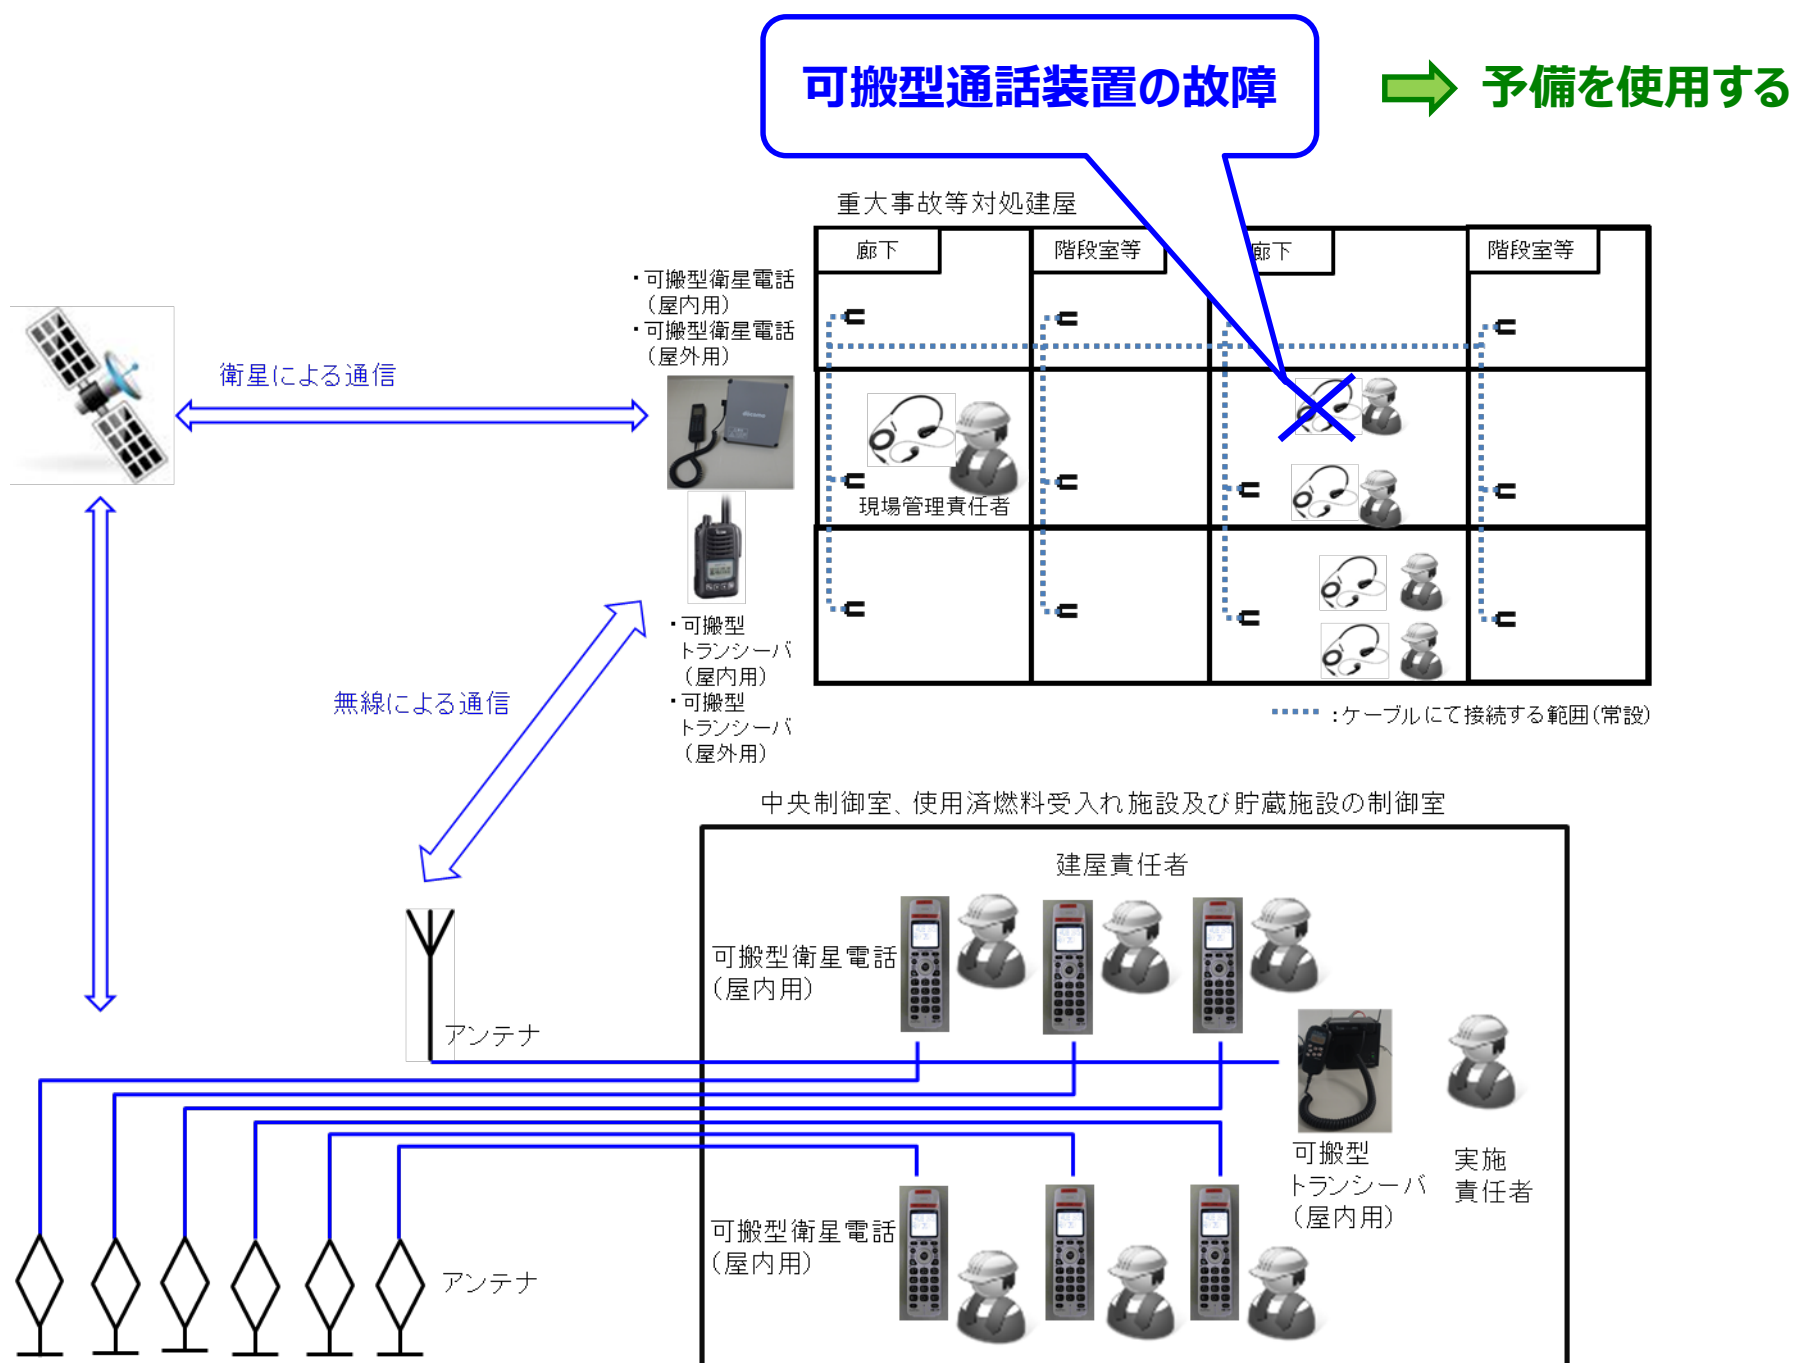 可搬型通話装置の故障
予備を使用する
重大事故等対処建屋
廊下
階段室等
廊下
階段室等
・可搬型衛星電話
（屋内用）
・可搬型衛星電話
（屋外用）
衛星による通信
現場管理責任者
・可搬型
トランシーバ
（屋内用）
・可搬型
トランシーバ
（屋外用）
無線による通信
：ケーブルにて接続する範囲（常設）
中央制御室、使用済燃料受入れ施設及び貯蔵施設の制御室
建屋責任者
可搬型衛星電話
（屋内用）
アンテナ
可搬型
トランシーバ
（屋内用）
実施
責任者
可搬型衛星電話
（屋内用）
アンテナ